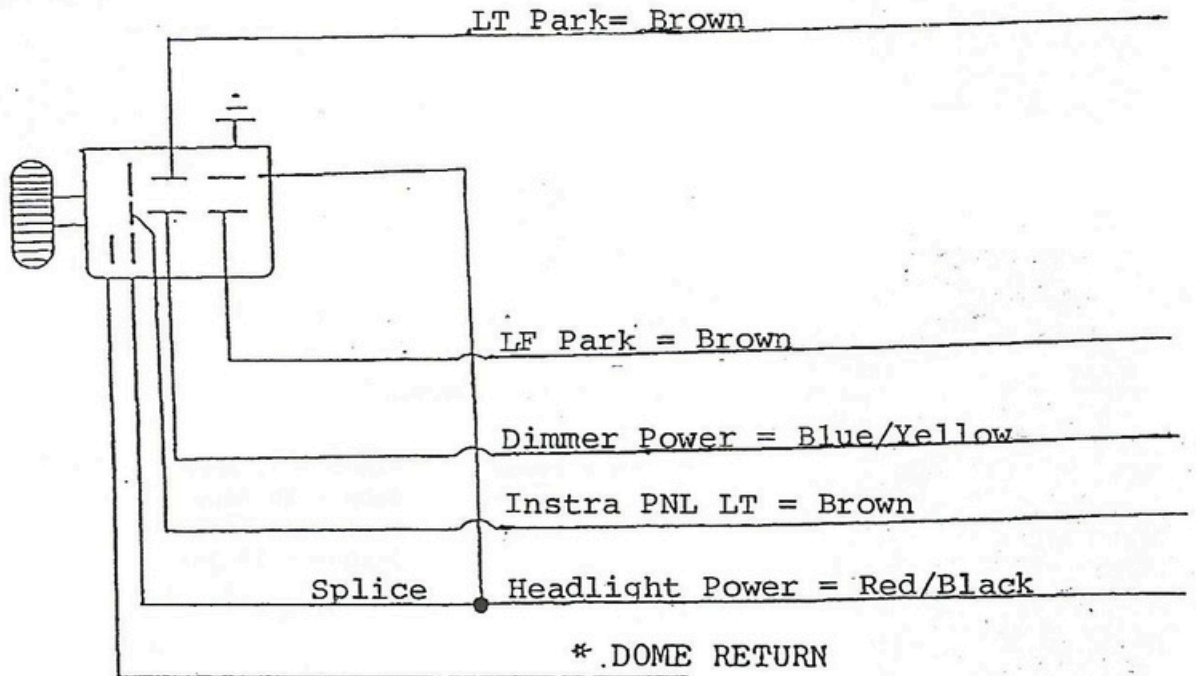 LT Park= Brown
LF Park = Brown
Dimmer Power = Blue/Yellow
Instra PNL LT = Brown
Splice
Headlight Power = Red/Black
*.DOME RETURN